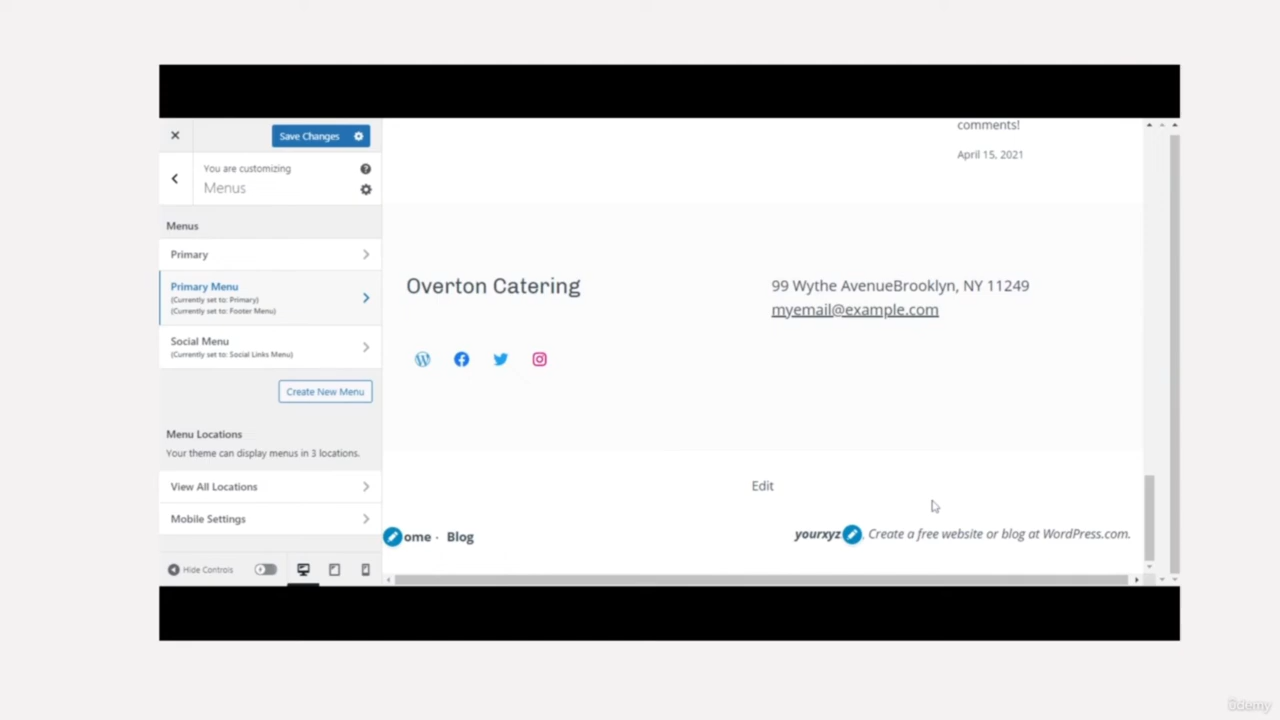 Save Changes
You are customizing
Menus
Menus
Primary
Primary Menu
(Currently set to: Primary)
(Currently set to: Footer Menu)
Social Menu
(Currently set to: Social Links Menu)
Create New Menu
Menu Locations
Your theme can display menus in 3 locations.
View All Locations
Mobile Settings
Hide Controls
comments!
April 15, 2021
Overton Catering
99 Wythe AvenueBrooklyn, NY 11249
myemail@example.com
Edit
ome · Blog
yourxyz, Create a free website or blog at WordPress.com.
ûdemy